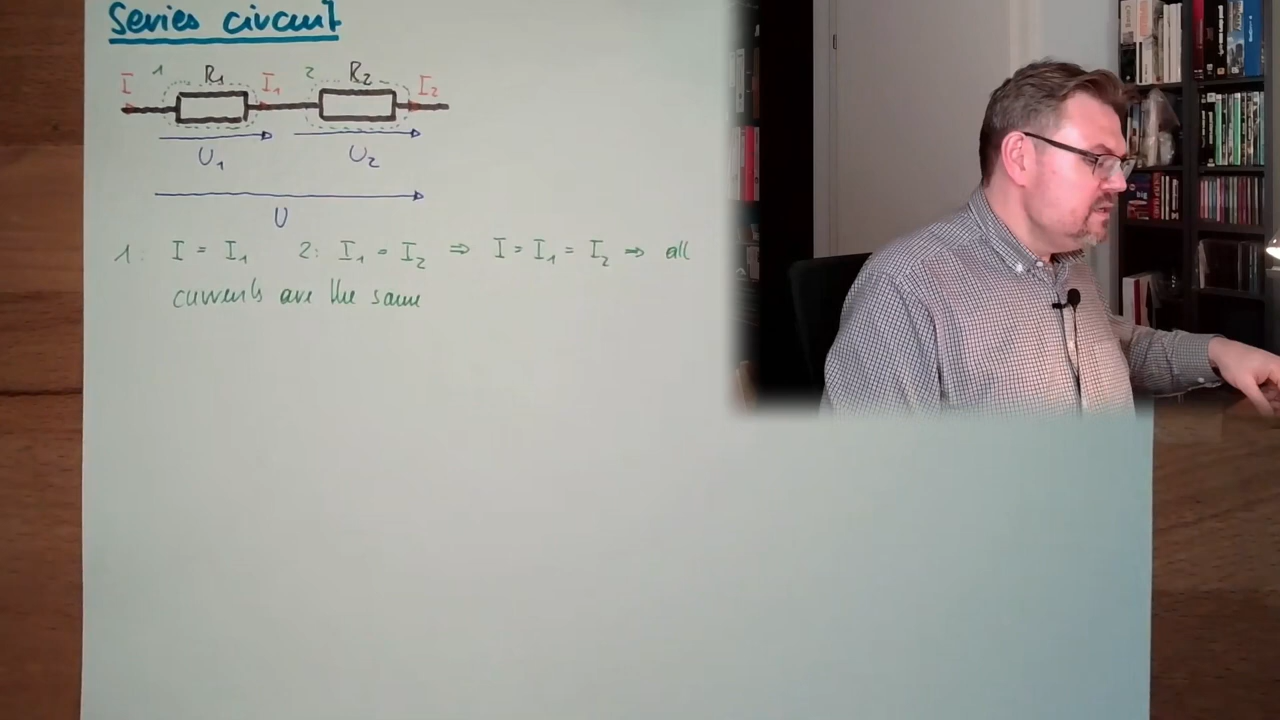 Series circuit
I 1 R1 I1 2 R2 I2
U1 U2
U
1: I = I1 2: I1 = I2 ⇒ I = I1 = I2 ⇒ all
currents are the same
big